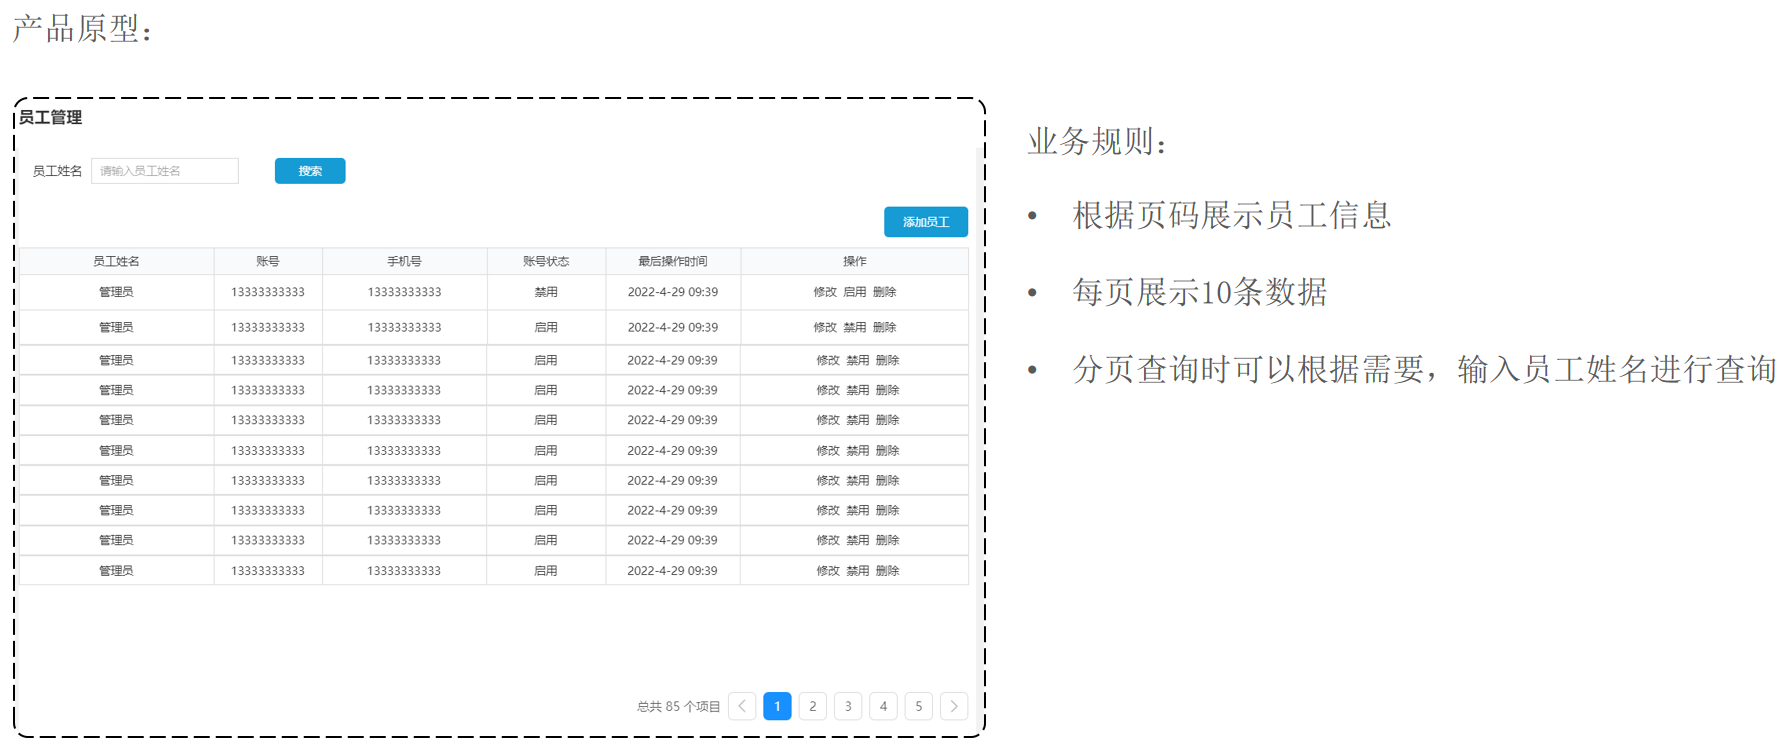 产品原型：
员工管理
员工姓名 请输入员工姓名 搜索
添加员工
员工姓名 账号 手机号 账号状态 最后操作时间 操作
管理员 13333333333 13333333333 禁用 2022-4-29 09:39 修改 启用 删除
管理员 13333333333 13333333333 启用 2022-4-29 09:39 修改 禁用 删除
管理员 13333333333 13333333333 启用 2022-4-29 09:39 修改 禁用 删除
管理员 13333333333 13333333333 启用 2022-4-29 09:39 修改 禁用 删除
管理员 13333333333 13333333333 启用 2022-4-29 09:39 修改 禁用 删除
管理员 13333333333 13333333333 启用 2022-4-29 09:39 修改 禁用 删除
管理员 13333333333 13333333333 启用 2022-4-29 09:39 修改 禁用 删除
管理员 13333333333 13333333333 启用 2022-4-29 09:39 修改 禁用 删除
管理员 13333333333 13333333333 启用 2022-4-29 09:39 修改 禁用 删除
管理员 13333333333 13333333333 启用 2022-4-29 09:39 修改 禁用 删除
总共 85 个项目 < 1 2 3 4 5 >
业务规则：
• 根据页码展示员工信息
• 每页展示10条数据
• 分页查询时可以根据需要，输入员工姓名进行查询